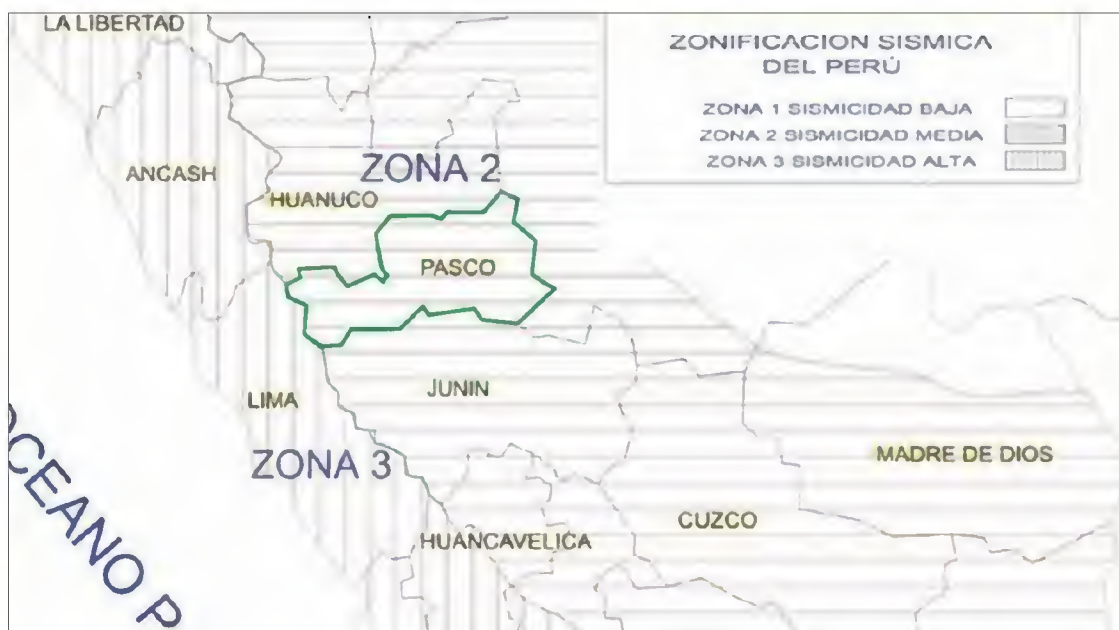 LA LIBERTAD
ZONIFICACION SISMICA
DEL PERÚ
ZONA 1 SISMICIDAD BAJA
ZONA 2 SISMICIDAD MEDIA
ZONA 3 SISMICIDAD ALTA
ANCASH
ZONA 2
HUANUCO
PASCO
JUNIN
LIMA
ZONA 3
MADRE DE DIOS
CUZCO
HUANCAVELICA
OCEANO P